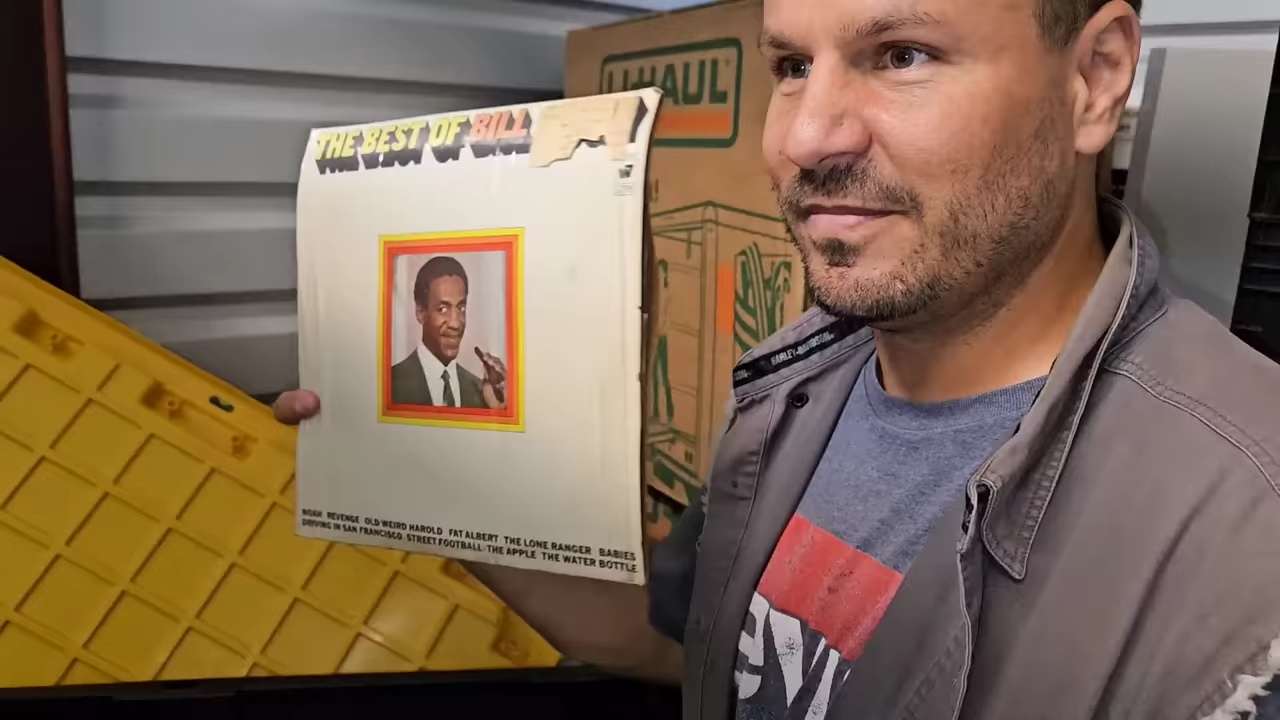 THE BEST OF BILL
U-HAUL
NOAH REVENGE OLD WEIRD HAROLD FAT ALBERT THE LONE RANGER BABIES
DRIVING IN SAN FRANCISCO STREET FOOTBALL THE APPLE THE WATER BOTTLE
HARLEY-DAVIDSON